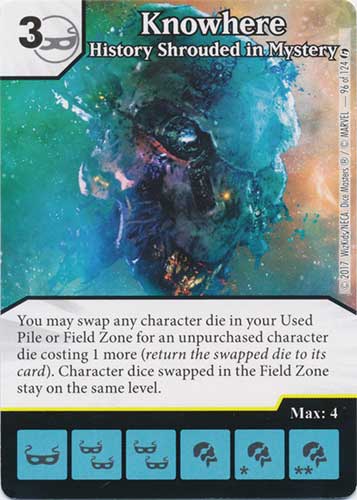 3
Knowhere
History Shrouded in Mystery
You may swap any character die in your Used
Pile or Field Zone for an unpurchased character
die costing 1 more (return the swapped die to its
card). Character dice swapped in the Field Zone
stay on the same level.
Max: 4
*
**
© 2017 WizKids/NECA. Dice Masters ® / © MARVEL — 96 of 124